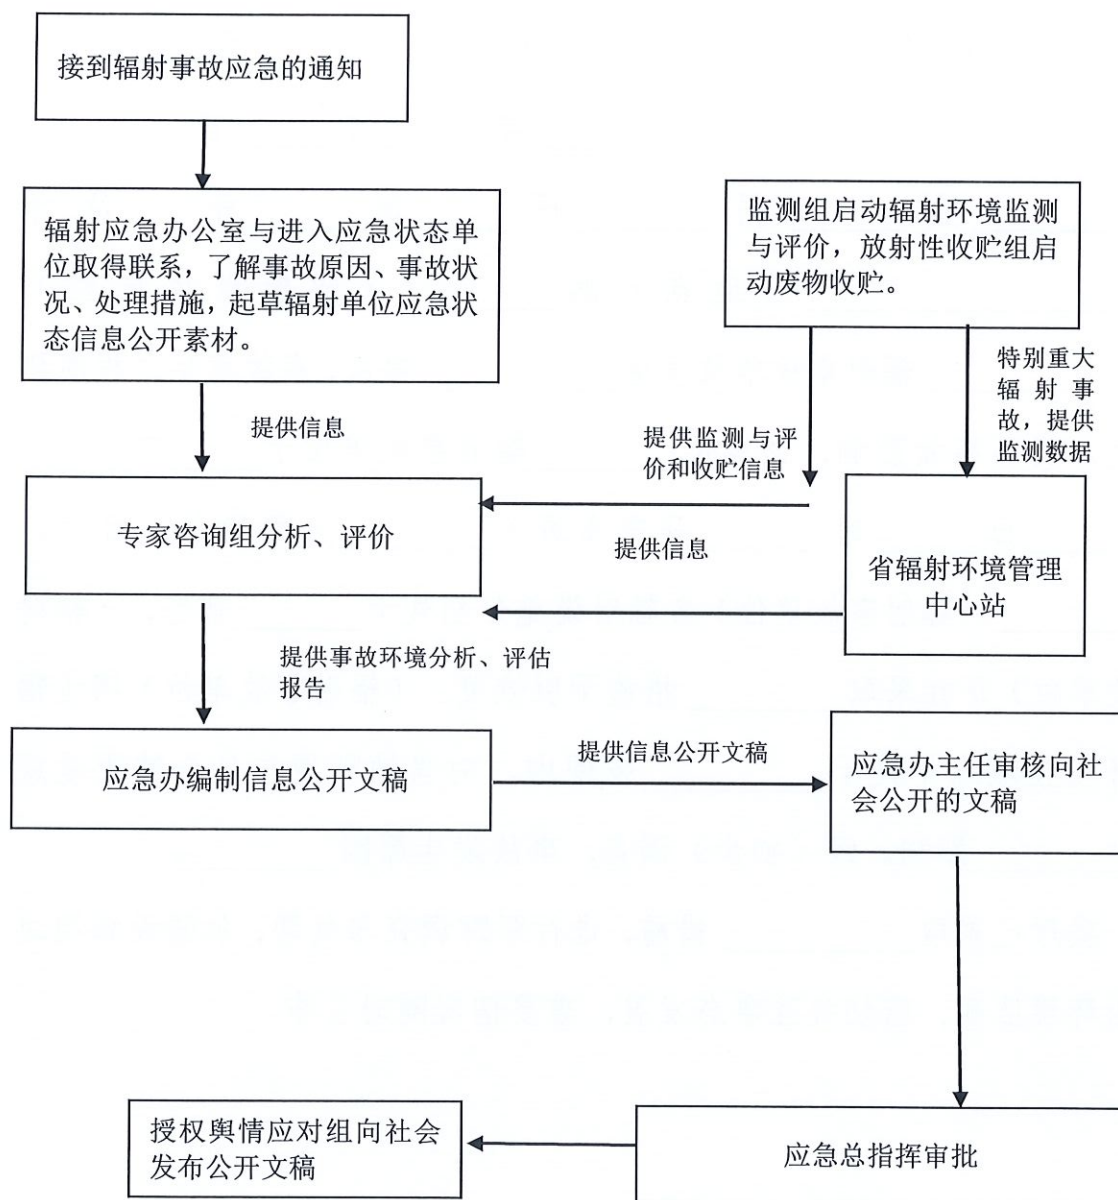 接到辐射事故应急的通知
辐射应急办公室与进入应急状态单
位取得联系，了解事故原因、事故状
况、处理措施，起草辐射单位应急状
态信息公开素材。
监测组启动辐射环境监测
与评价，放射性收贮组启
动废物收贮。
提供信息
提供监测与评
价和收贮信息
特别重大
辐射事
故，提供
监测数据
专家咨询组分析、评价
提供信息
省辐射环境管理
中心站
提供事故环境分析、评估
报告
应急办编制信息公开文稿
提供信息公开文稿
应急办主任审核向社
会公开的文稿
授权舆情应对组向社会
发布公开文稿
应急总指挥审批